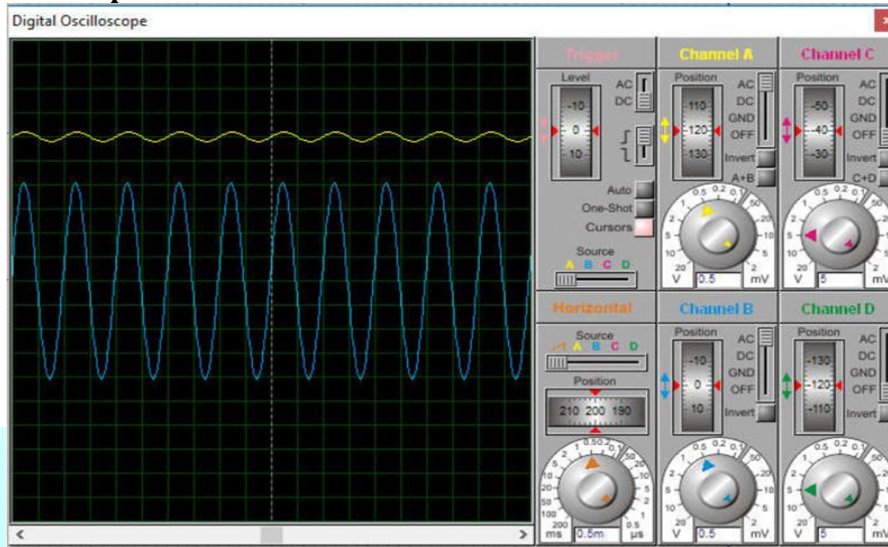 Digital Oscilloscope
Trigger
Level
AC
DC
-10
0
10
Auto
One-Shot
Cursors
Source
A B C D
Channel A
Position
AC
DC
GND
OFF
110
-120
130
Invert
A+B
V 0.5 mV
Channel C
Position
AC
DC
GND
OFF
-50
-40
-30
Invert
C+D
V 5 mV
Horizontal
Source
A B C D
Position
210 200 190
ms 0.5m µs
Channel B
Position
AC
DC
GND
OFF
-10
0
10
Invert
V 0.5 mV
Channel D
Position
AC
DC
GND
OFF
-130
-120
-110
Invert
V 5 mV